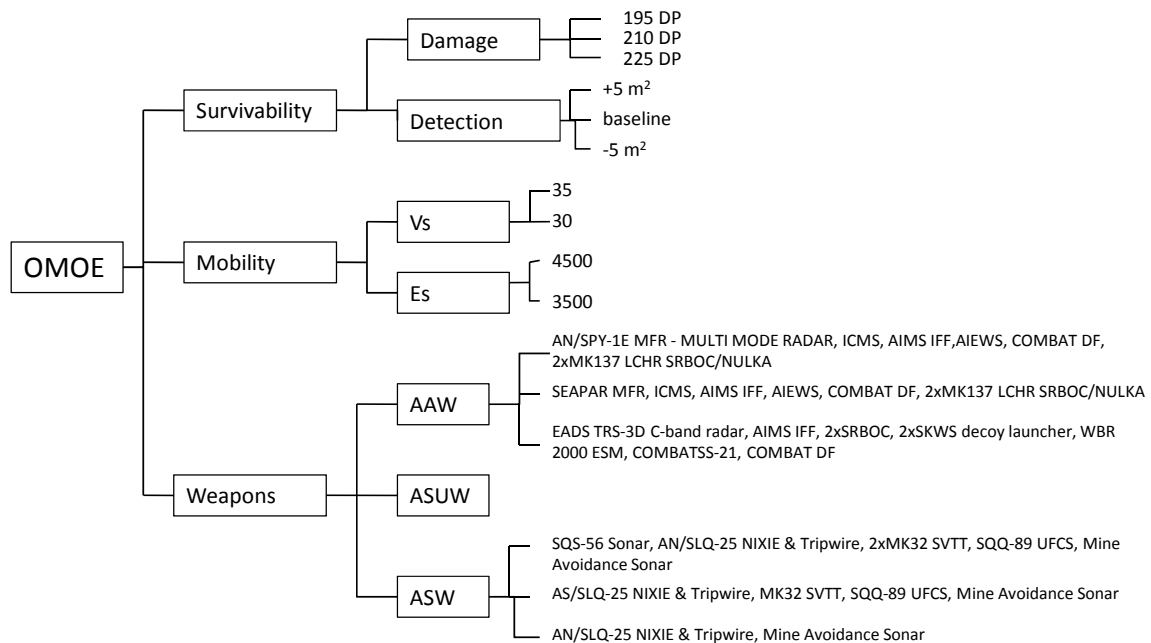 OMOE
Survivability
Damage
195 DP
210 DP
225 DP
Detection
+5 m²
baseline
-5 m²
Mobility
Vs
35
30
Es
4500
3500
Weapons
AAW
AN/SPY-1E MFR - MULTI MODE RADAR, ICMS, AIMS IFF,AIEWS, COMBAT DF,
2xMK137 LCHR SRBOC/NULKA
SEAPAR MFR, ICMS, AIMS IFF, AIEWS, COMBAT DF, 2xMK137 LCHR SRBOC/NULKA
EADS TRS-3D C-band radar, AIMS IFF, 2xSRBOC, 2xSKWS decoy launcher, WBR
2000 ESM, COMBATSS-21, COMBAT DF
ASUW
ASW
SQS-56 Sonar, AN/SLQ-25 NIXIE & Tripwire, 2xMK32 SVTT, SQQ-89 UFCS, Mine
Avoidance Sonar
AS/SLQ-25 NIXIE & Tripwire, MK32 SVTT, SQQ-89 UFCS, Mine Avoidance Sonar
AN/SLQ-25 NIXIE & Tripwire, Mine Avoidance Sonar